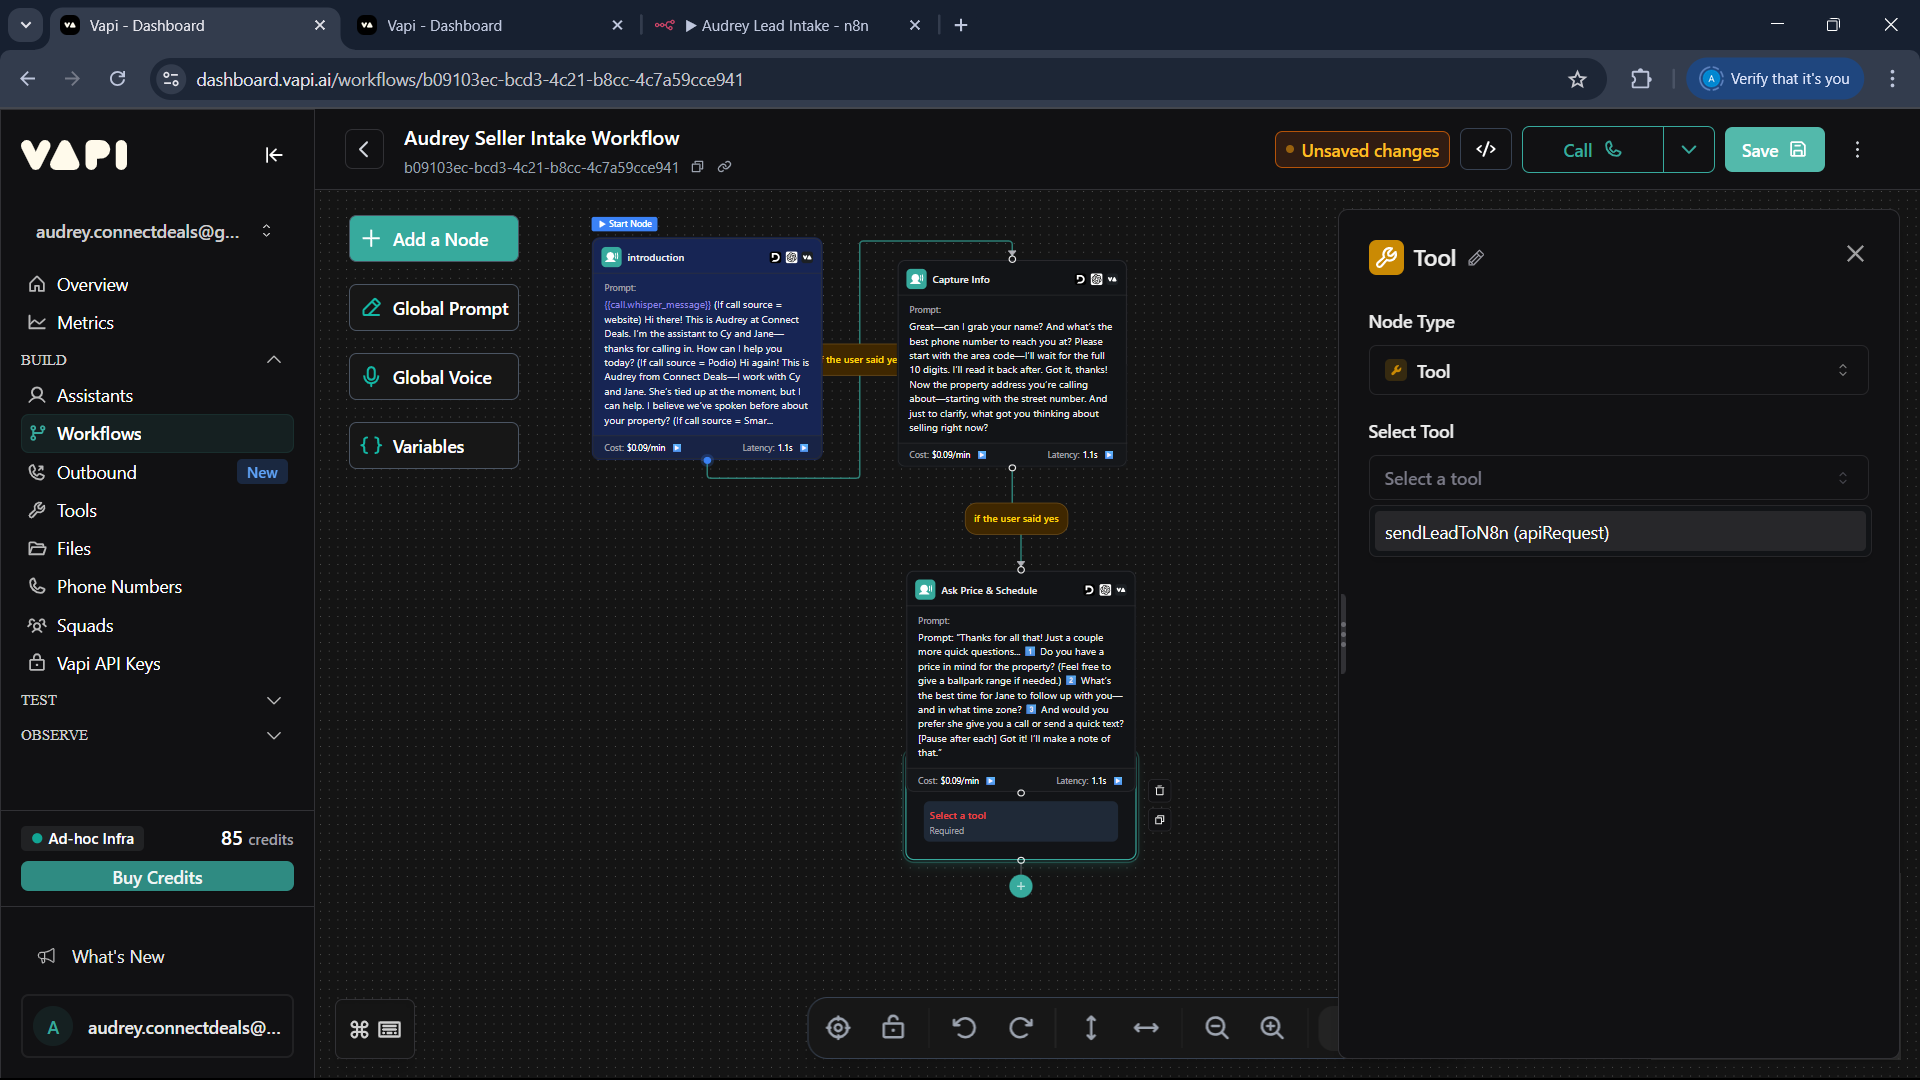 Vapi - Dashboard
Vapi - Dashboard
▶ Audrey Lead Intake - n8n
dashboard.vapi.ai/workflows/b09103ec-bcd3-4c21-b8cc-4c7a59cce941
A
Verify that it's you
VAPI
audrey.connectdeals@g...
Overview
Metrics
BUILD
Assistants
Workflows
Outbound
New
Tools
Files
Phone Numbers
Squads
Vapi API Keys
TEST
OBSERVE
Ad-hoc Infra
85 credits
Buy Credits
What's New
A
audrey.connectdeals@...
Audrey Seller Intake Workflow
b09103ec-bcd3-4c21-b8cc-4c7a59cce941
Unsaved changes
</>
Call
Save
Add a Node
Global Prompt
Global Voice
Variables
Start Node
introduction
Prompt:
{{call.whisper_message}} (If call source =
website) Hi there! This is Audrey at Connect
Deals. I'm the assistant to Cy and Jane—
thanks for calling in. How can I help you
today? (If call source = Podio) Hi again! This is
Audrey from Connect Deals—I work with Cy
and Jane. She's tied up at the moment, but I
can help. I believe we've spoken before about
your property? (If call source = Smar...
Cost: $0.09/min
Latency: 1.1s
the user said ye
Capture Info
Prompt:
Great—can I grab your name? And what's the
best phone number to reach you at? Please
start with the area code—I'll wait for the full
10 digits. I'll read it back after. Got it, thanks!
Now the property address you're calling
about—starting with the street number. And
just to clarify, what got you thinking about
selling right now?
Cost: $0.09/min
Latency: 1.1s
if the user said yes
Ask Price & Schedule
Prompt:
Prompt: "Thanks for all that! Just a couple
more quick questions... 1️⃣ Do you have a
price in mind for the property? (Feel free to
give a ballpark range if needed.) 2️⃣ What's
the best time for Jane to follow up with you—
and in what time zone? 3️⃣ And would you
prefer she give you a call or send a quick text?
[Pause after each] Got it! I'll make a note of
that."
Cost: $0.09/min
Latency: 1.1s
Select a tool
Required
Tool
Node Type
Tool
Select Tool
Select a tool
sendLeadToN8n (apiRequest)